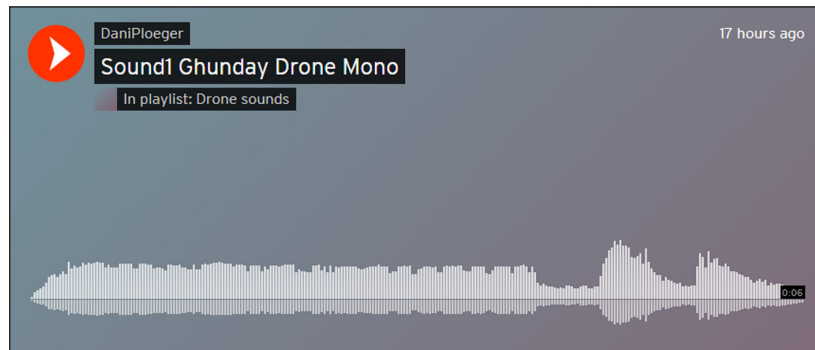 DaniPloeger
17 hours ago
Sound1 Ghunday Drone Mono
In playlist: Drone sounds
0:06